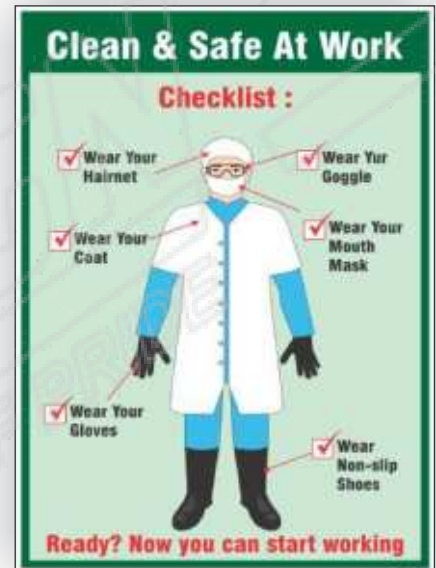 Clean & Safe At Work
Checklist :
Wear Your
Hairnet
Wear Yur
Goggle
Wear Your
Coat
Wear Your
Mouth
Mask
Wear Your
Gloves
Wear
Non-slip
Shoes
Ready? Now you can start working